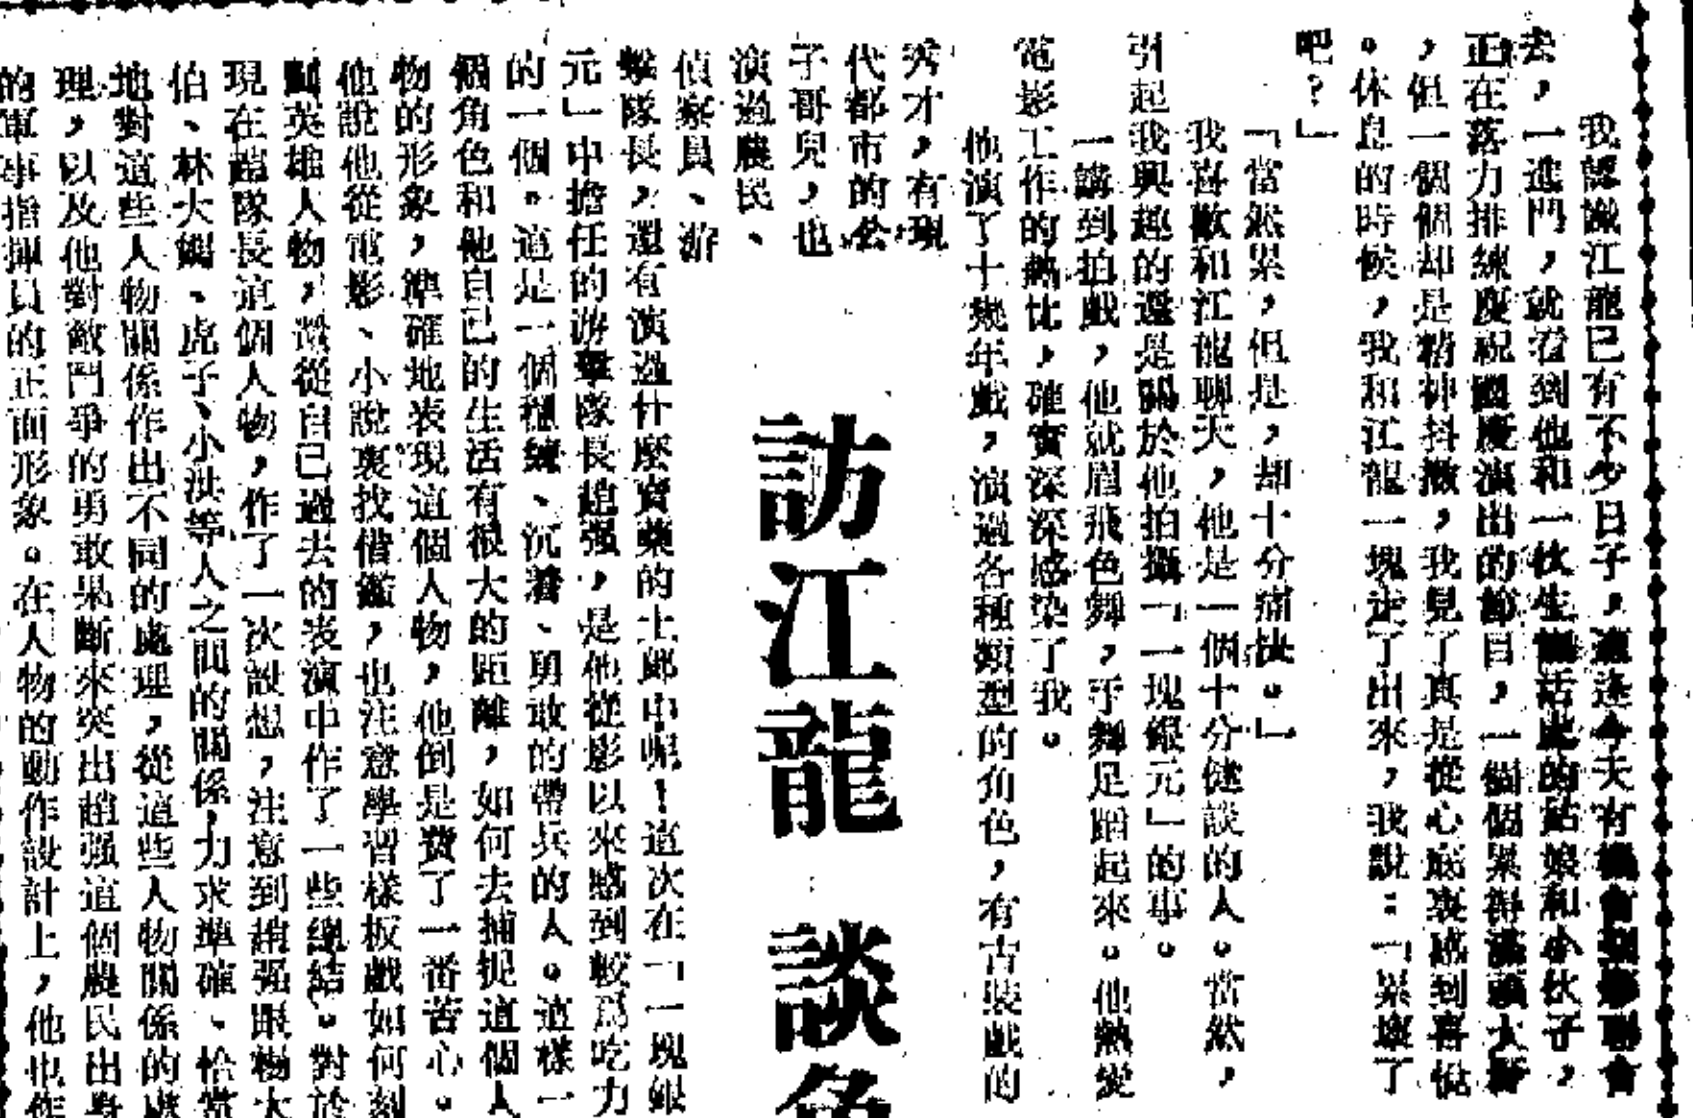 我認識江龍已有不少日子，適逢今天有機會到影聯會
去，一進門，就看到他和一伙生龍活虎的姑娘和小伙子，
正在落力排練慶祝國慶演出的節目，一個個累得滿頭大汗
，但一個個却是精神抖擻，我見了真是從心底裏感到喜悅
。休息的時候，我和江龍一塊走了出來，我說：「累壞了
吧？」
「當然累，但是，却十分痛快。」
我喜歡和江龍聊天，他是一個十分健談的人。當然，
引起我興趣的還是關於他拍攝「一塊銀元」的事。
一講到拍戲，他就眉飛色舞，手舞足蹈起來。他熱愛
電影工作的熱忱，確實深深感染了我。
他演了十幾年戲，演過各種類型的角色，有古裝戲的
訪江龍 談角
秀才，有現
代都市的公
子哥兒，也
演過農民、
偵察員、游
擊隊長，還有演過什麼賣藥的土郎中呢！這次在「一塊銀
元」中擔任的游擊隊長趙强，是他從影以來感到較爲吃力
的一個。這是一個穩練、沉着、勇敢的帶兵的人。這樣一
個角色和他自己的生活有很大的距離，如何去捕捉這個人
物的形象，準確地表現這個人物，他倒是費了一番苦心。
他說他從電影、小說裏找借鑑，也注意學習樣板戲如何刻
劃英雄人物，從自己過去的表演中作了一些總結。對於
現在趙隊長這個人物，作了一次設想，注意到趙强跟楊大
伯、林大鵬、虎子、小洪等人之間的關係，力求準確、恰當
地對這些人物關係作出不同的處理，從這些人物關係的處
理，以及他對敵鬥爭的勇敢果斷來突出趙强這個農民出身
的軍事指揮員的正面形象。在人物的動作設計上，他也作